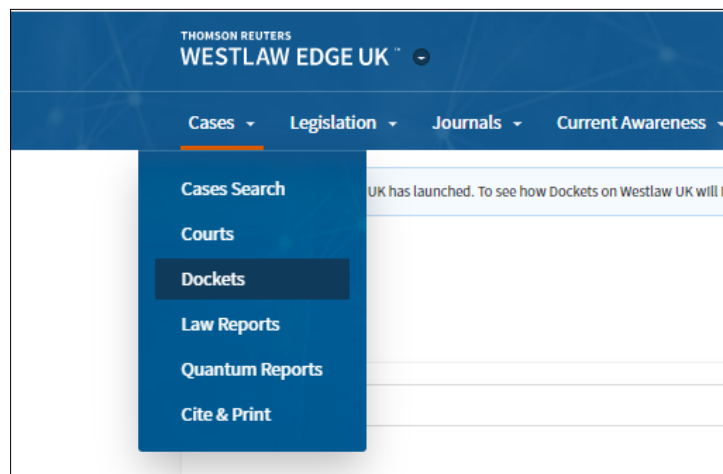 THOMSON REUTERS
WESTLAW EDGE UK™
Cases Legislation Journals Current Awareness
Cases Search
UK has launched. To see how Dockets on Westlaw UK will
Courts
Dockets
Law Reports
Quantum Reports
Cite & Print